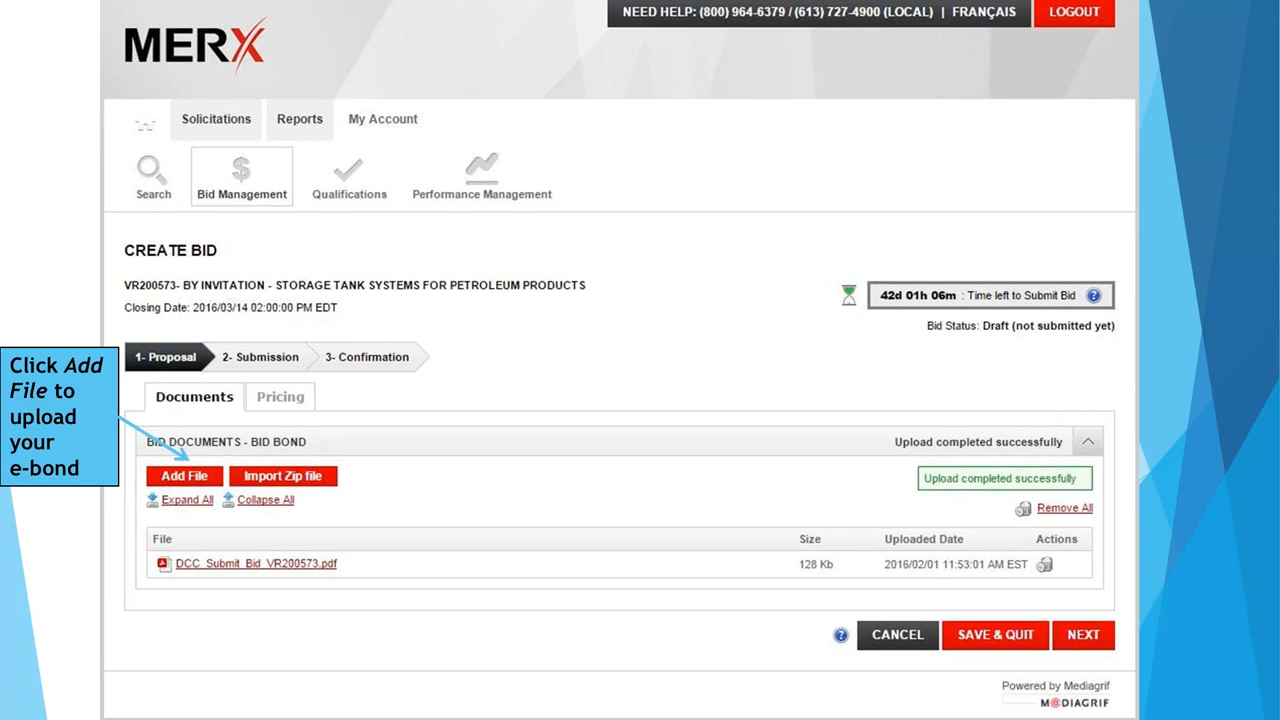 NEED HELP: (800) 964-6379 / (613) 727-4900 (LOCAL) | FRANÇAIS
LOGOUT
MERX
Solicitations
Reports
My Account
Search
Bid Management
Qualifications
Performance Management
CREATE BID
VR200573- BY INVITATION - STORAGE TANK SYSTEMS FOR PETROLEUM PRODUCTS
Closing Date: 2016/03/14 02:00:00 PM EDT
42d 01h 06m : Time left to Submit Bid
Bid Status: Draft (not submitted yet)
1- Proposal
2- Submission
3- Confirmation
Click Add
File to
upload
your
e-bond
Documents
Pricing
BID DOCUMENTS - BID BOND
Upload completed successfully
Add File
Import Zip file
Upload completed successfully
Expand All
Collapse All
Remove All
File
Size
Uploaded Date
Actions
DCC_Submit_Bid_VR200573.pdf
128 Kb
2016/02/01 11:53:01 AM EST
CANCEL
SAVE & QUIT
NEXT
Powered by Mediagrif
M@DIAGRIF